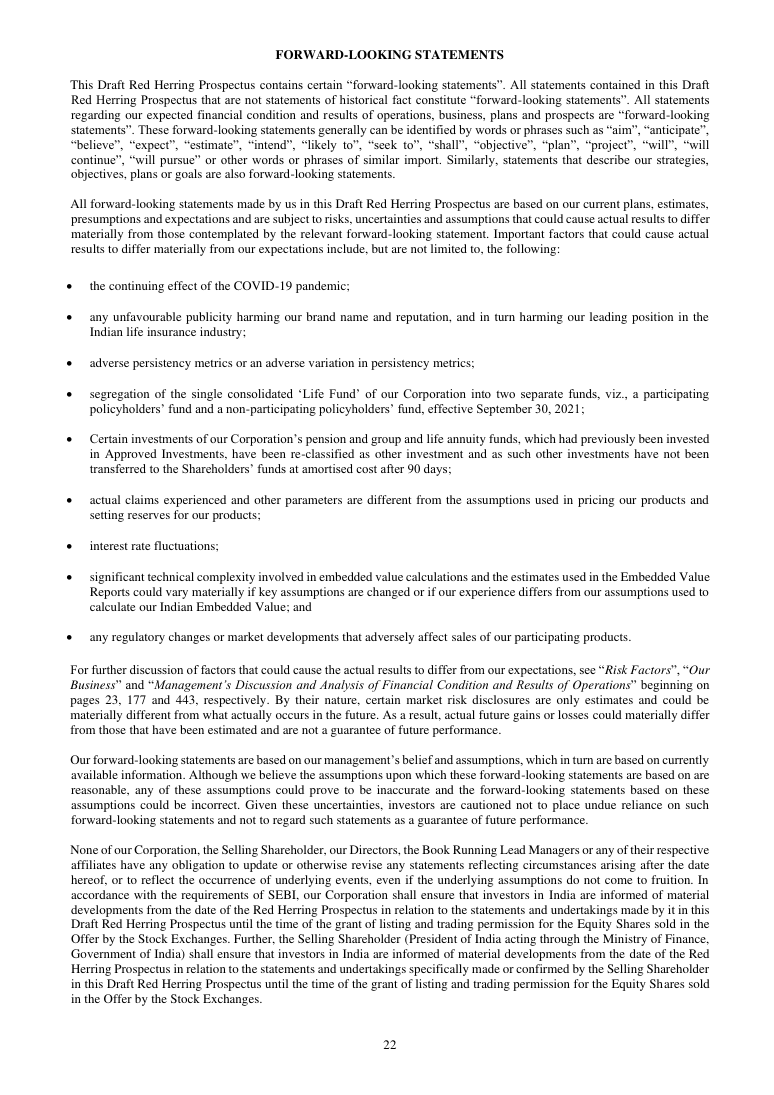 FORWARD-LOOKING STATEMENTS
This Draft Red Herring Prospectus contains certain “forward-looking statements”. All statements contained in this Draft
Red Herring Prospectus that are not statements of historical fact constitute “forward-looking statements”. All statements
regarding our expected financial condition and results of operations, business, plans and prospects are “forward-looking
statements”. These forward-looking statements generally can be identified by words or phrases such as “aim”, “anticipate”,
“believe”, “expect”, “estimate”, “intend”, “likely to”, “seek to”, “shall”, “objective”, “plan”, “project”, “will”, “will
continue”, “will pursue” or other words or phrases of similar import. Similarly, statements that describe our strategies,
objectives, plans or goals are also forward-looking statements.
All forward-looking statements made by us in this Draft Red Herring Prospectus are based on our current plans, estimates,
presumptions and expectations and are subject to risks, uncertainties and assumptions that could cause actual results to differ
materially from those contemplated by the relevant forward-looking statement. Important factors that could cause actual
results to differ materially from our expectations include, but are not limited to, the following:
• the continuing effect of the COVID-19 pandemic;
• any unfavourable publicity harming our brand name and reputation, and in turn harming our leading position in the
Indian life insurance industry;
• adverse persistency metrics or an adverse variation in persistency metrics;
• segregation of the single consolidated ‘Life Fund’ of our Corporation into two separate funds, viz., a participating
policyholders’ fund and a non-participating policyholders’ fund, effective September 30, 2021;
• Certain investments of our Corporation’s pension and group and life annuity funds, which had previously been invested
in Approved Investments, have been re-classified as other investment and as such other investments have not been
transferred to the Shareholders’ funds at amortised cost after 90 days;
• actual claims experienced and other parameters are different from the assumptions used in pricing our products and
setting reserves for our products;
• interest rate fluctuations;
• significant technical complexity involved in embedded value calculations and the estimates used in the Embedded Value
Reports could vary materially if key assumptions are changed or if our experience differs from our assumptions used to
calculate our Indian Embedded Value; and
• any regulatory changes or market developments that adversely affect sales of our participating products.
For further discussion of factors that could cause the actual results to differ from our expectations, see “Risk Factors”, “Our
Business” and “Management’s Discussion and Analysis of Financial Condition and Results of Operations” beginning on
pages 23, 177 and 443, respectively. By their nature, certain market risk disclosures are only estimates and could be
materially different from what actually occurs in the future. As a result, actual future gains or losses could materially differ
from those that have been estimated and are not a guarantee of future performance.
Our forward-looking statements are based on our management’s belief and assumptions, which in turn are based on currently
available information. Although we believe the assumptions upon which these forward-looking statements are based on are
reasonable, any of these assumptions could prove to be inaccurate and the forward-looking statements based on these
assumptions could be incorrect. Given these uncertainties, investors are cautioned not to place undue reliance on such
forward-looking statements and not to regard such statements as a guarantee of future performance.
None of our Corporation, the Selling Shareholder, our Directors, the Book Running Lead Managers or any of their respective
affiliates have any obligation to update or otherwise revise any statements reflecting circumstances arising after the date
hereof, or to reflect the occurrence of underlying events, even if the underlying assumptions do not come to fruition. In
accordance with the requirements of SEBI, our Corporation shall ensure that investors in India are informed of material
developments from the date of the Red Herring Prospectus in relation to the statements and undertakings made by it in this
Draft Red Herring Prospectus until the time of the grant of listing and trading permission for the Equity Shares sold in the
Offer by the Stock Exchanges. Further, the Selling Shareholder (President of India acting through the Ministry of Finance,
Government of India) shall ensure that investors in India are informed of material developments from the date of the Red
Herring Prospectus in relation to the statements and undertakings specifically made or confirmed by the Selling Shareholder
in this Draft Red Herring Prospectus until the time of the grant of listing and trading permission for the Equity Shares sold
in the Offer by the Stock Exchanges.
22